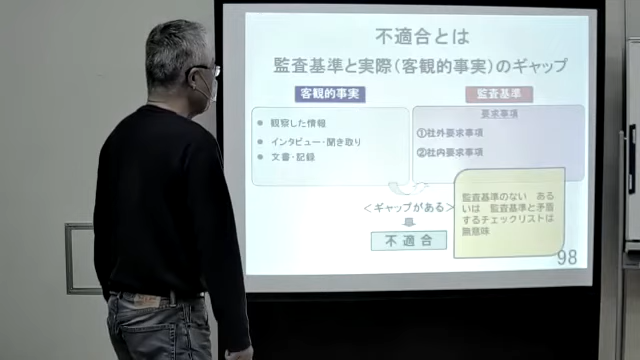 不適合とは
監査基準と実際（客観的事実）のギャップ
客観的事実
監査基準
● 観察した情報
● インタビュー・聞き取り
● 文書・記録
要求事項
①社外要求事項
②社内要求事項
＜ギャップがある＞
不適合
監査基準のない　ある
いは　監査基準と矛盾
するチェックリストは
無意味
98